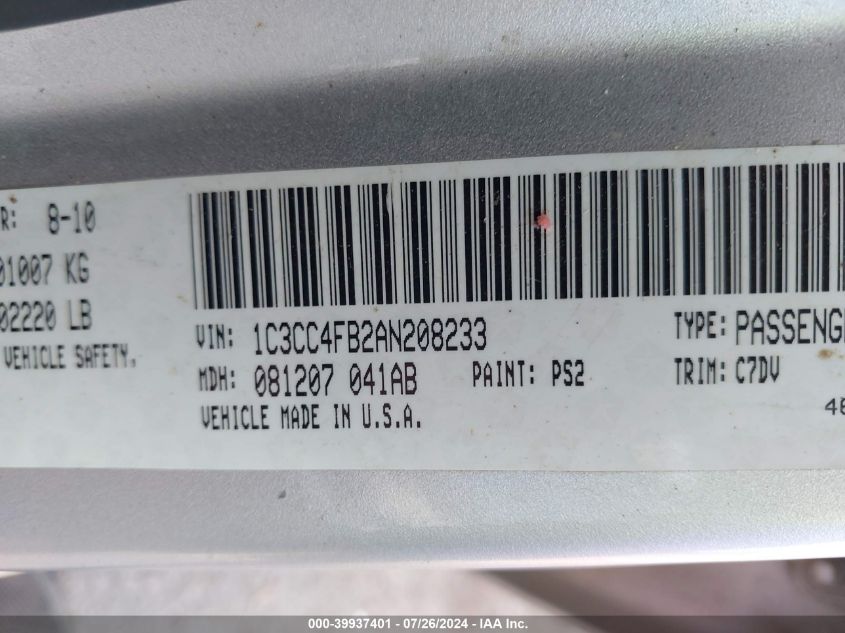 R: 8-10
01007 KG
02220 LB
VEHICLE SAFETY.
VIN: 1C3CC4FB2AN208233 TYPE: PASSENG
MDH: 081207 041AB PAINT: PS2 TRIM: C7DV
VEHICLE MADE IN U.S.A.
48
000-39937401 - 07/26/2024 - IAA Inc.